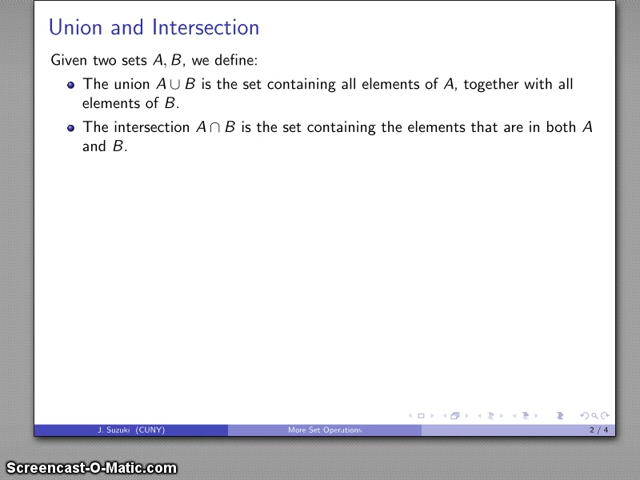 Union and Intersection
Given two sets A, B, we define:
The union A ∪ B is the set containing all elements of A, together with all
elements of B.
The intersection A ∩ B is the set containing the elements that are in both A
and B.
J. Suzuki (CUNY)
More Set Operations
2 / 4
Screencast-O-Matic.com